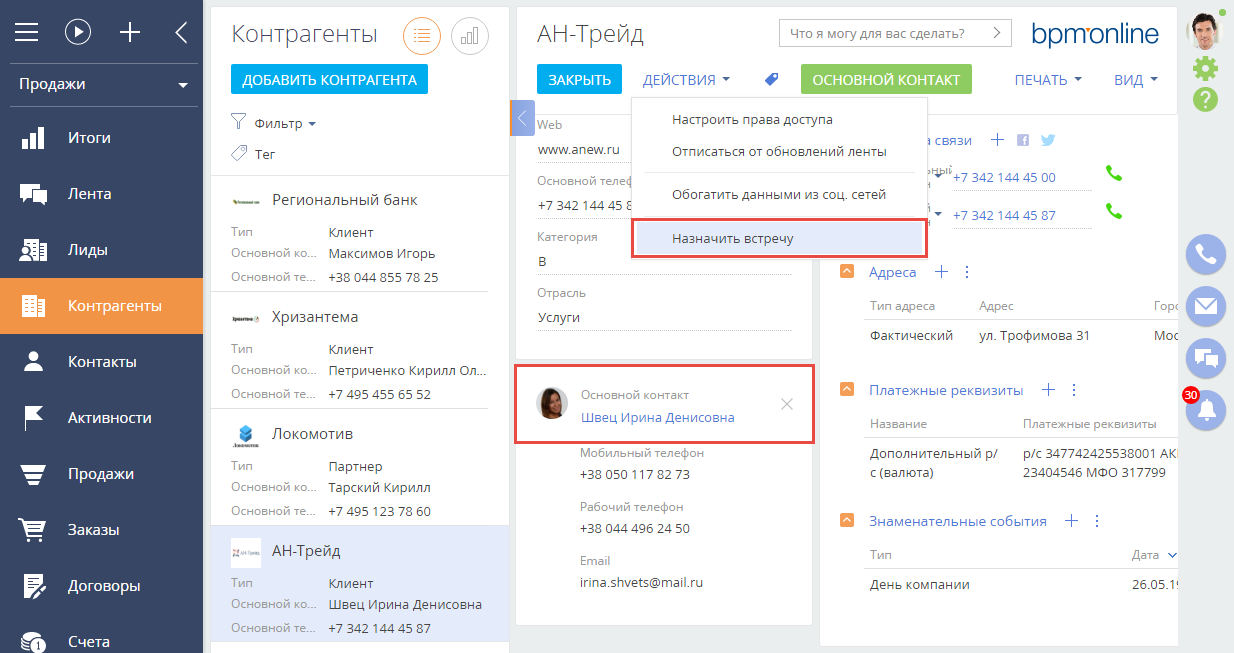 Продажи
Итоги
Лента
Лиды
Контрагенты
Контакты
Активности
Продажи
Заказы
Договоры
Счета
1
Контрагенты
ДОБАВИТЬ КОНТРАГЕНТА
Фильтр
Тег
Региональный банк
Тип Клиент
Основной ко... Максимов Игорь
Основной те... +38 044 855 78 25
Хризантема
Тип Клиент
Основной ко... Петриченко Кирилл Ол...
Основной те... +7 495 455 65 52
ЛОКОМОТИВ
Локомотив
Тип Партнер
Основной ко... Тарский Кирилл
Основной те... +7 495 123 78 60
АН-Трейд
Тип Клиент
Основной ко... Швец Ирина Денисовна
Основной те... +7 342 144 45 87
АН-Трейд
Что я могу для вас сделать?
bpmonline
ЗАКРЫТЬ
ДЕЙСТВИЯ
ОСНОВНОЙ КОНТАКТ
ПЕЧАТЬ
ВИД
Настроить права доступа
Отписаться от обновлений ленты
Обогатить данными из соц. сетей
Назначить встречу
Web
www.anew.ru
Основной телеф
+7 342 144 45 8
Категория
B
Отрасль
Услуги
Основной контакт
Швец Ирина Денисовна
Мобильный телефон
+38 050 117 82 73
Рабочий телефон
+38 044 496 24 50
Email
irina.shvets@mail.ru
а связи
+7 342 144 45 00
+7 342 144 45 87
Адреса
Тип адреса Адрес Горо
Фактический ул. Трофимова 31 Мос
Платежные реквизиты
Название Платежные реквизиты
Дополнительный р/ р/с 347742425538001 АК
с (валюта) 23404546 МФО 317799
Знаменательные события
Тип Дата
День компании 26.05.19
?
30